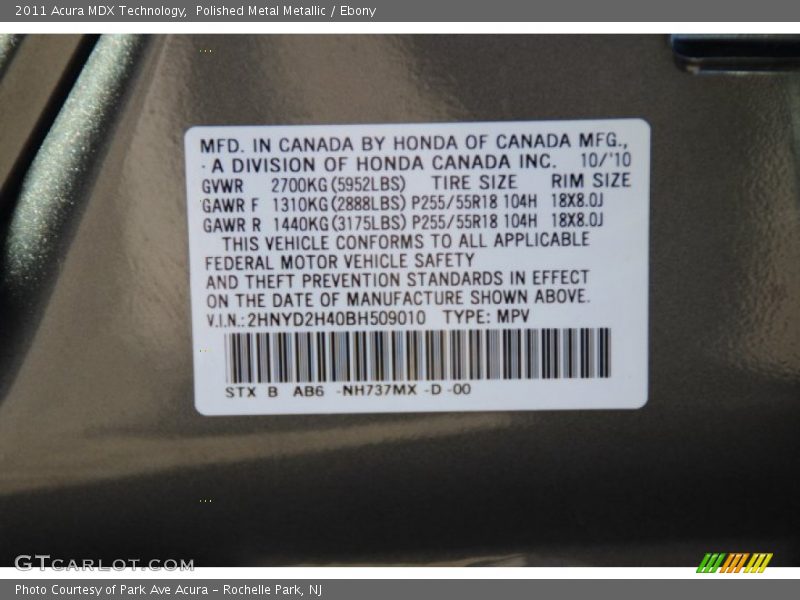 2011 Acura MDX Technology,  Polished Metal Metallic / Ebony
MFD. IN CANADA BY HONDA OF CANADA MFG.,
A DIVISION OF HONDA CANADA INC. 10/'10
GVWR 2700KG (5952LBS) TIRE SIZE RIM SIZE
GAWR F 1310KG (2888LBS) P255/55R18 104H 18X8.0J
GAWR R 1440KG (3175LBS) P255/55R18 104H 18X8.0J
THIS VEHICLE CONFORMS TO ALL APPLICABLE
FEDERAL MOTOR VEHICLE SAFETY
AND THEFT PREVENTION STANDARDS IN EFFECT
ON THE DATE OF MANUFACTURE SHOWN ABOVE.
V.I.N.: 2HNYD2H40BH509010 TYPE: MPV
STX B AB6 -NH737MX -D -00
GTCARLOT.COM
Photo Courtesy of Park Ave Acura - Rochelle Park, NJ